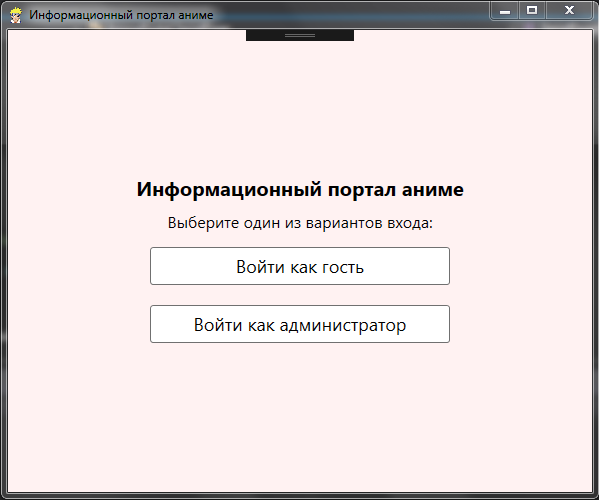 Информационный портал аниме
Информационный портал аниме
Выберите один из вариантов входа:
Войти как гость
Войти как администратор